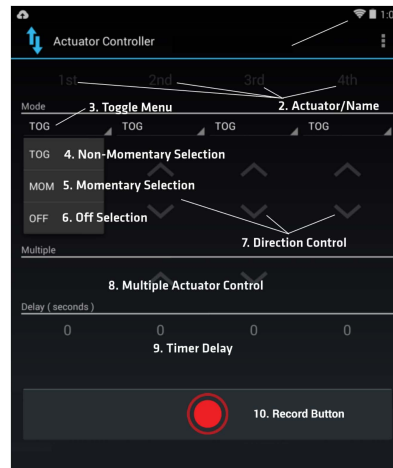 1:0
Actuator Controller
1st 2nd 3rd 4th
Mode 3. Toggle Menu 2. Actuator/Name
TOG TOG TOG TOG
TOG 4. Non-Momentary Selection
MOM 5. Momentary Selection
OFF 6. Off Selection
7. Direction Control
Multiple
8. Multiple Actuator Control
Delay ( seconds )
0 0 0 0
9. Timer Delay
10. Record Button